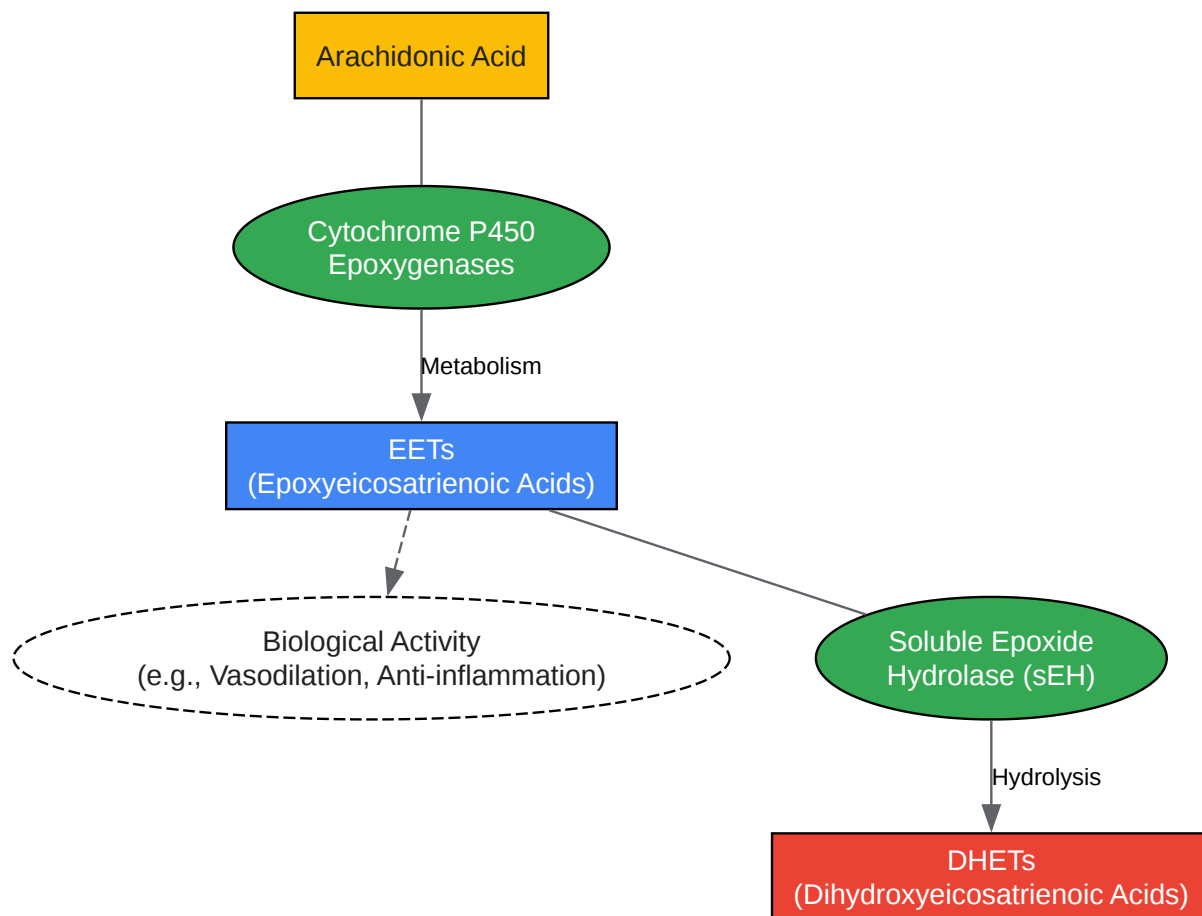 Arachidonic Acid
Cytochrome P450
Epoxygenases
Metabolism
EETs
(Epoxyeicosatrienoic Acids)
Biological Activity
(e.g., Vasodilation, Anti-inflammation)
Soluble Epoxide
Hydrolase (sEH)
Hydrolysis
DHETs
(Dihydroxyeicosatrienoic Acids)